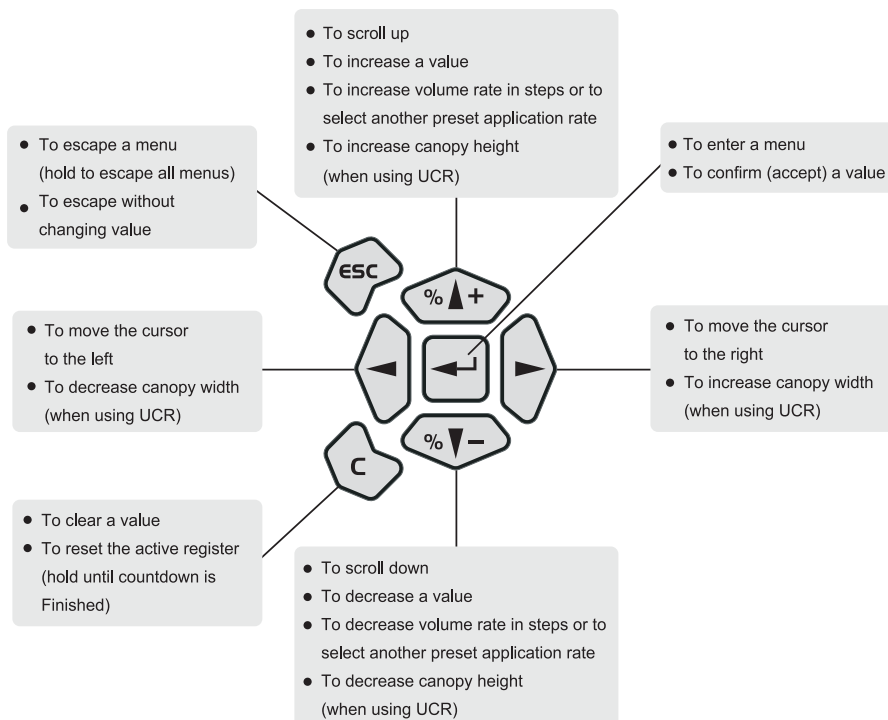 • To scroll up
• To increase a value
• To increase volume rate in steps or to
select another preset application rate
• To increase canopy height
(when using UCR)
• To escape a menu
(hold to escape all menus)
• To escape without
changing value
• To enter a menu
• To confirm (accept) a value
ESC
% +
• To move the cursor
to the left
• To decrease canopy width
(when using UCR)
• To move the cursor
to the right
• To increase canopy width
(when using UCR)
% −
C
• To clear a value
• To reset the active register
(hold until countdown is
Finished)
• To scroll down
• To decrease a value
• To decrease volume rate in steps or to
select another preset application rate
• To decrease canopy height
(when using UCR)